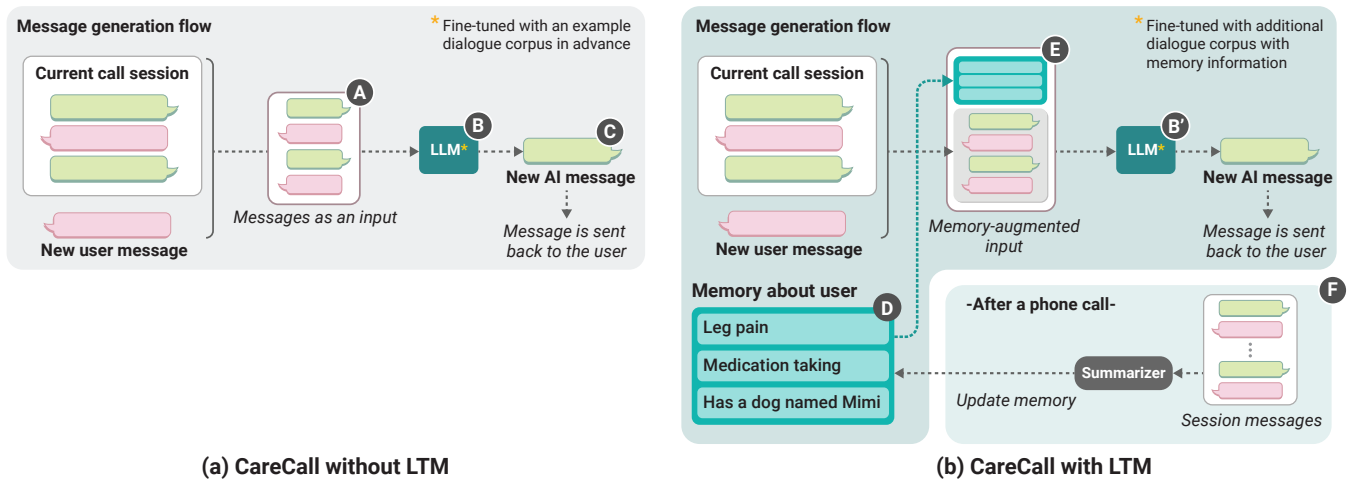 Message generation flow
* Fine-tuned with an example
dialogue corpus in advance
Current call session
A
B
LLM*
C
New AI message
Messages as an input
New user message
Message is sent
back to the user
(a) CareCall without LTM
Message generation flow
* Fine-tuned with additional
dialogue corpus with
memory information
Current call session
E
B'
LLM*
New AI message
Memory-augmented
input
New user message
Message is sent
back to the user
Memory about user
D
Leg pain
Medication taking
Has a dog named Mimi
F
-After a phone call-
Summarizer
Update memory
Session messages
(b) CareCall with LTM